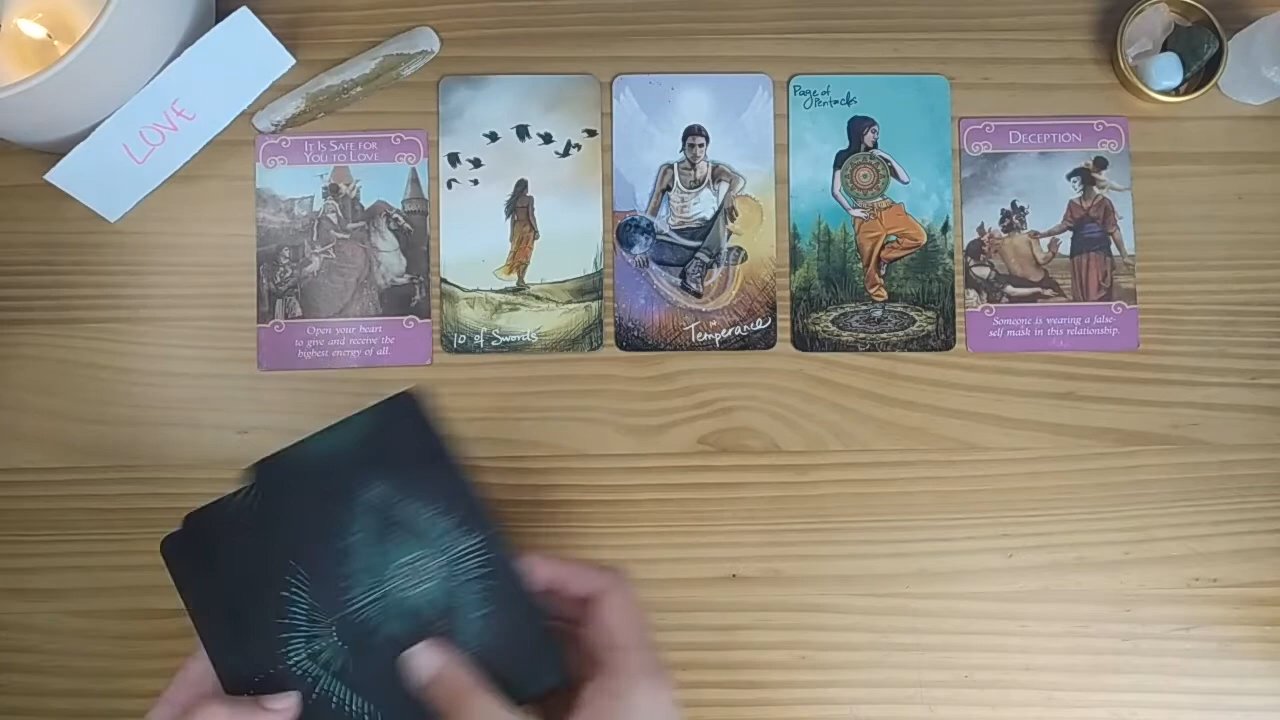 LOVE
IT IS SAFE FOR
YOU TO LOVE
Open your heart
to give and receive the
highest energy of all.
10 of Swords
Temperance
Page of
Pentacles
DECEPTION
Someone is wearing a false-
self mask in this relationship.